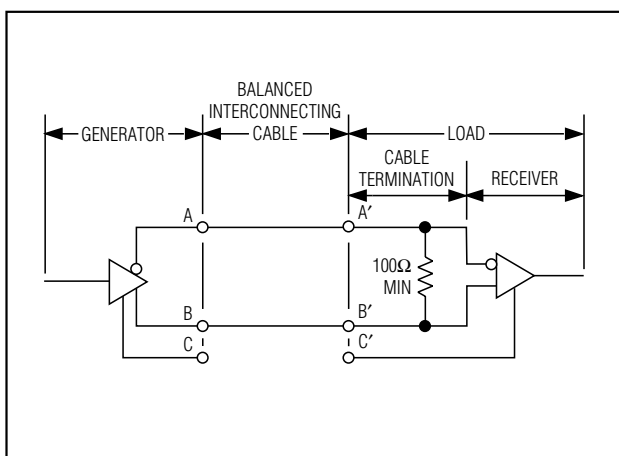 BALANCED
INTERCONNECTING
CABLE
GENERATOR
LOAD
CABLE
TERMINATION
RECEIVER
A
A′
100Ω
MIN
B
B′
C
C′